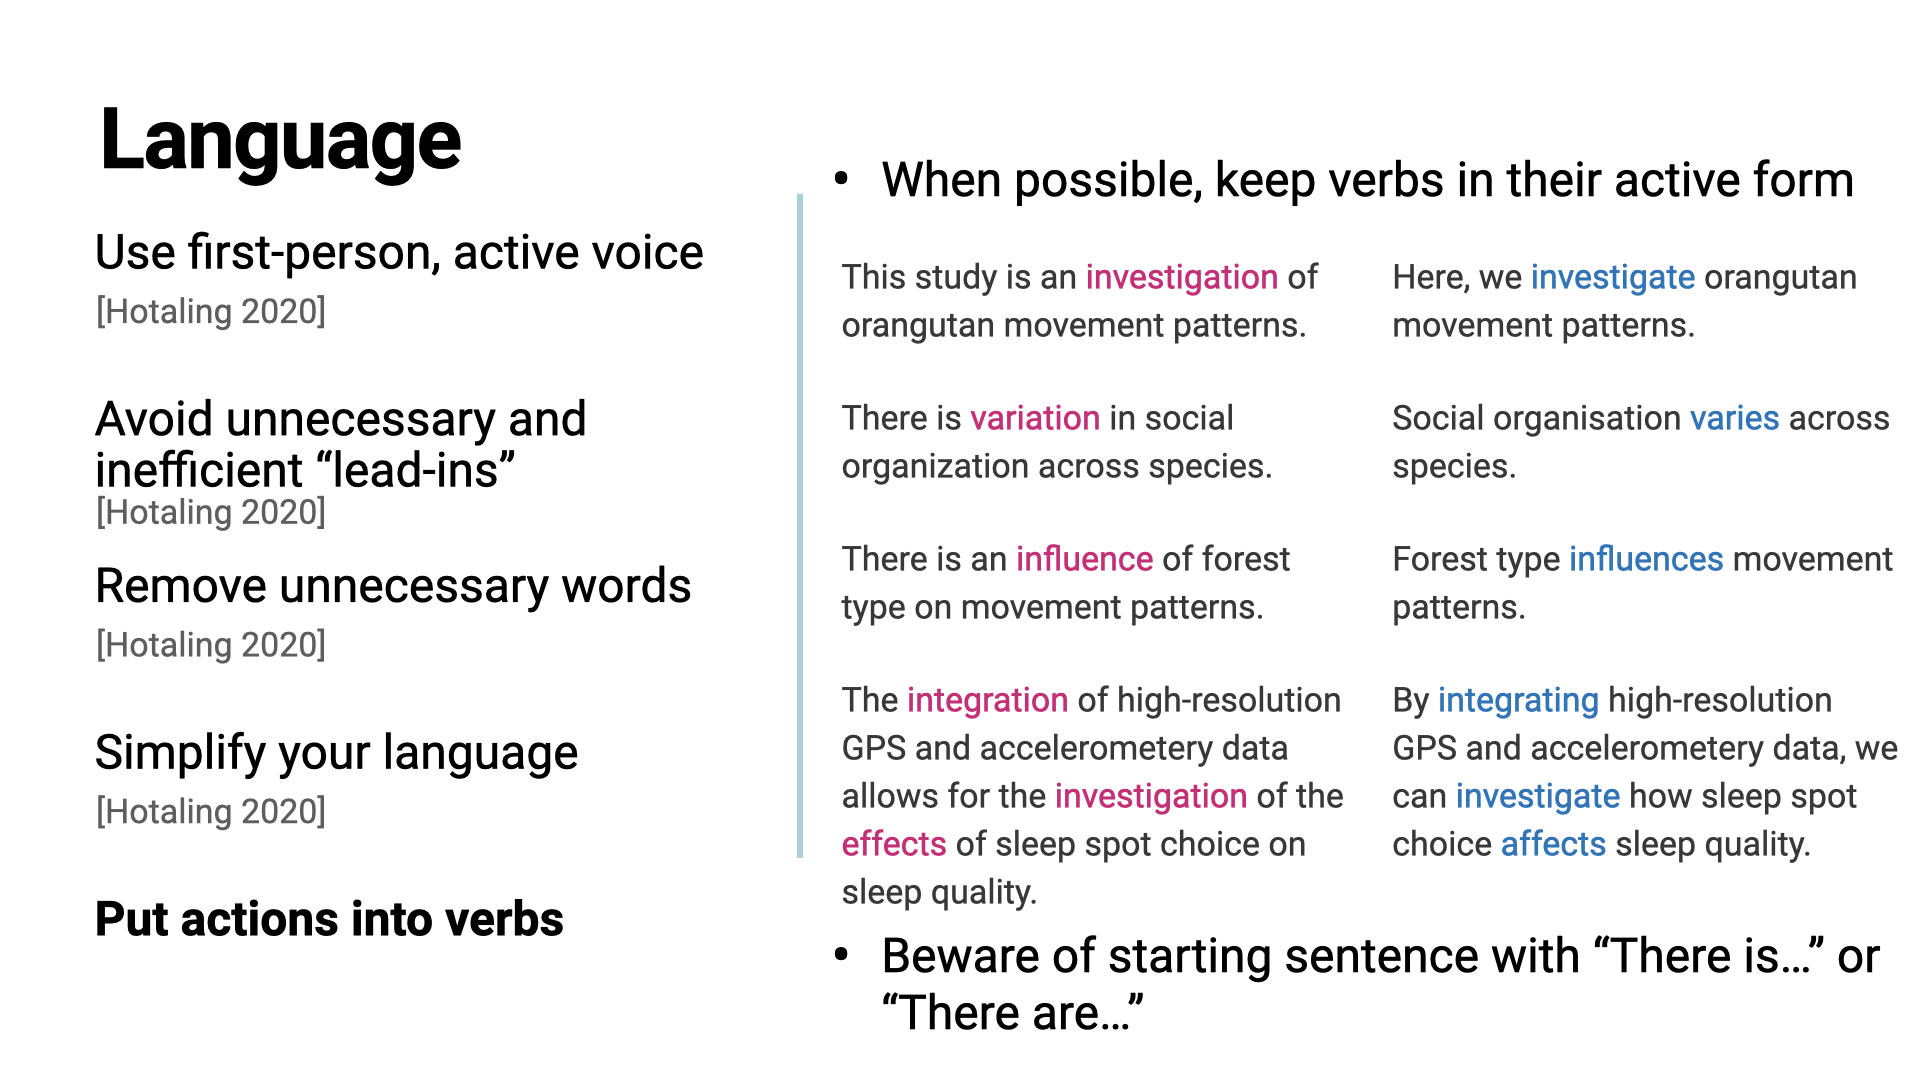 Language
Use first-person, active voice
[Hotaling 2020]
Avoid unnecessary and
inefficient “lead-ins”
[Hotaling 2020]
Remove unnecessary words
[Hotaling 2020]
Simplify your language
[Hotaling 2020]
Put actions into verbs
• When possible, keep verbs in their active form
This study is an investigation of
orangutan movement patterns.
Here, we investigate orangutan
movement patterns.
There is variation in social
organization across species.
Social organisation varies across
species.
There is an influence of forest
type on movement patterns.
Forest type influences movement
patterns.
The integration of high-resolution
GPS and accelerometery data
allows for the investigation of the
effects of sleep spot choice on
sleep quality.
By integrating high-resolution
GPS and accelerometery data, we
can investigate how sleep spot
choice affects sleep quality.
• Beware of starting sentence with “There is…” or
“There are…”